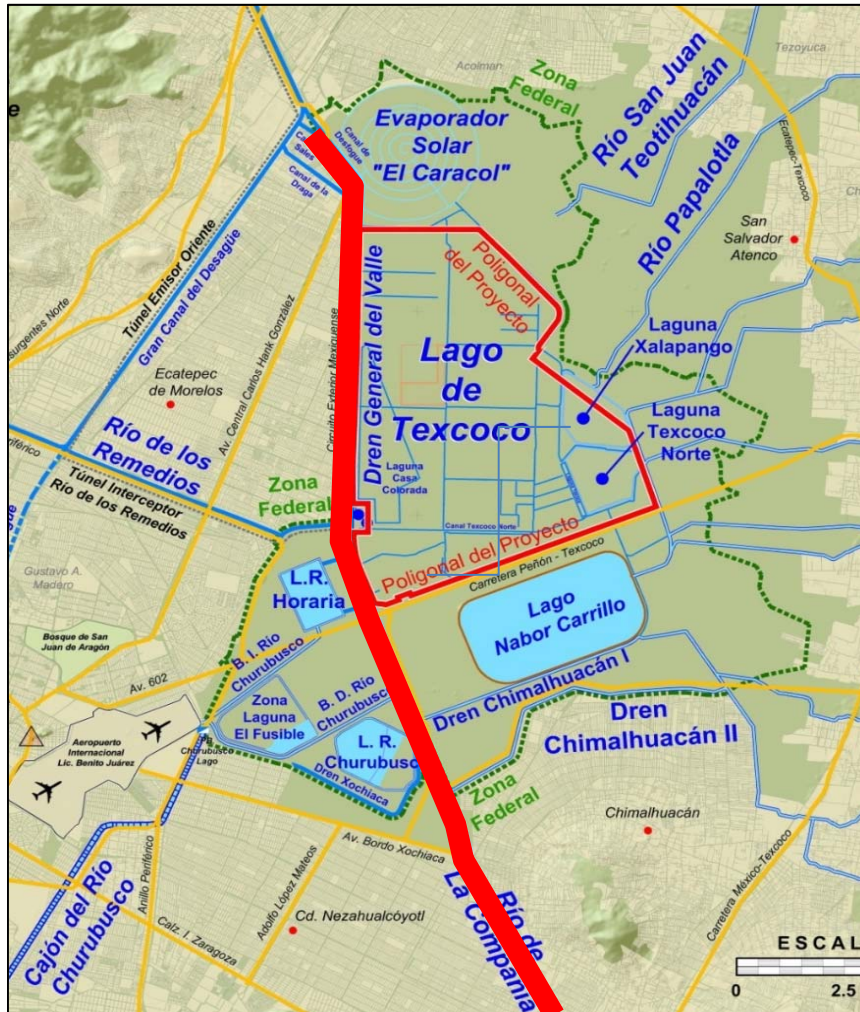 Tezoyuca
Acolman
Zona
Federal
Río San Juan
Teotihuacán
Evaporador
Solar
"El Caracol"
Canal de
Desfogue
Sales
Canal de la
Draga
Río Papalotla
Ecatepec-Texcoco
San
Salvador
Atenco
Túnel Emisor Oriente
Gran Canal del Desagüe
Poligonal
del Proyecto
Dren General del Valle
Circuito Exterior Mexiquense
Av. Central Carlos Hank González
Lago
de
Texcoco
Laguna
Xalapango
Laguna
Texcoco
Norte
Ecatepec
de Morelos
Río de los
Remedios
Túnel Interceptor
Río de los Remedios
Zona
Federal
Laguna
Casa
Colorada
Canal Texcoco Norte
Poligonal del Proyecto
Carretera Peñón - Texcoco
Gustavo A.
Madero
L.R.
Horaria
Lago
Nabor Carrillo
Bosque de San
Juan de Aragón
Av. 602
B. I. Río
Churubusco
B. D. Río
Churubusco
Dren Chimalhuacán I
Zona
Laguna
El Fusible
Dren
Chimalhuacán II
Aeropuerto
Internacional
Lic. Benito Juárez
Churubusco
Lago
L. R.
Churubusc
Dren Xochiaca
Zona
Federal
Chimalhuacán
Av. Bordo Xochiaca
Río de
La Compañía
Carretera México-Texcoco
Cajón del Río
Churubusco
Anillo Periférico
Adolfo López Mateos
Calz. I. Zaragoza
Cd. Nezahualcóyotl
ESCAL
0 2.5